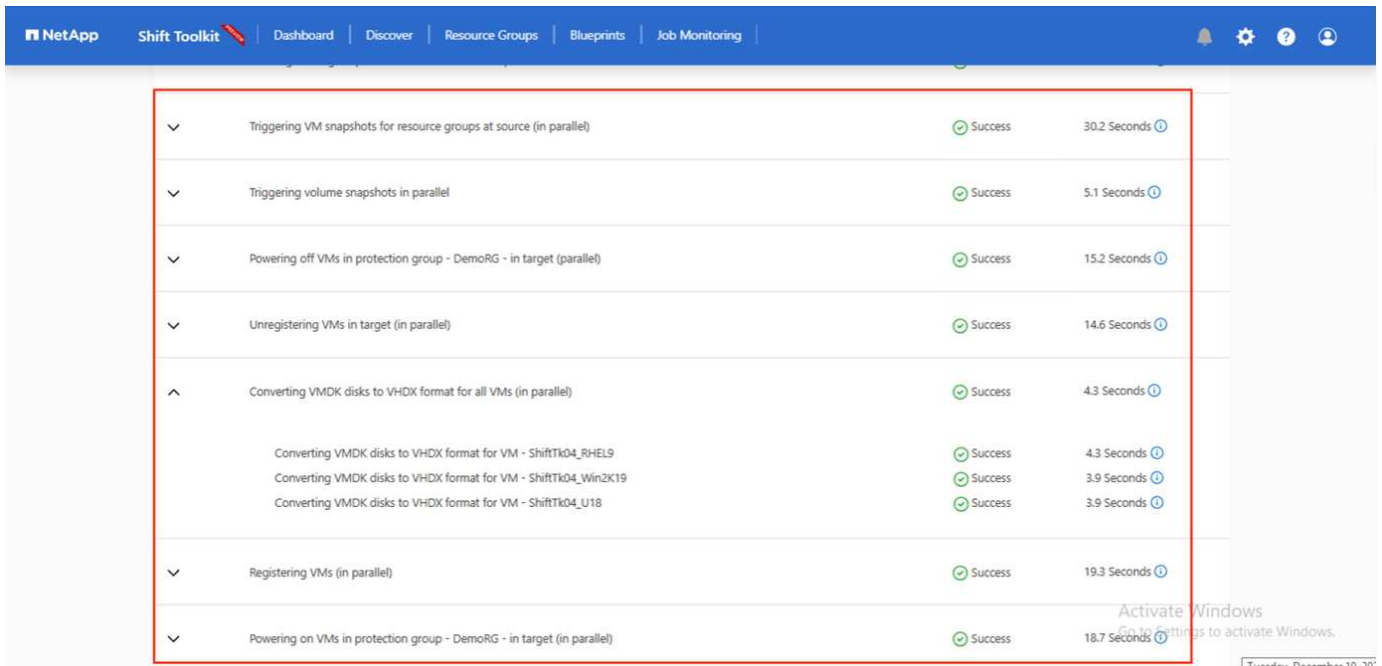 NetApp Shift Toolkit Dashboard Discover Resource Groups Blueprints Job Monitoring
Triggering VM snapshots for resource groups at source (in parallel) Success 30.2 Seconds
Triggering volume snapshots in parallel Success 5.1 Seconds
Powering off VMs in protection group - DemoRG - in target (parallel) Success 15.2 Seconds
Unregistering VMs in target (in parallel) Success 14.6 Seconds
Converting VMDK disks to VHDX format for all VMs (in parallel) Success 4.3 Seconds
Converting VMDK disks to VHDX format for VM - ShiftTk04_RHEL9 Success 4.3 Seconds
Converting VMDK disks to VHDX format for VM - ShiftTk04_Win2K19 Success 3.9 Seconds
Converting VMDK disks to VHDX format for VM - ShiftTk04_U18 Success 3.9 Seconds
Registering VMs (in parallel) Success 19.3 Seconds
Activate Windows
Powering on VMs in protection group - DemoRG - in target (in parallel) Success 18.7 Seconds
Go to Settings to activate Windows.
Tuesday, December 10,